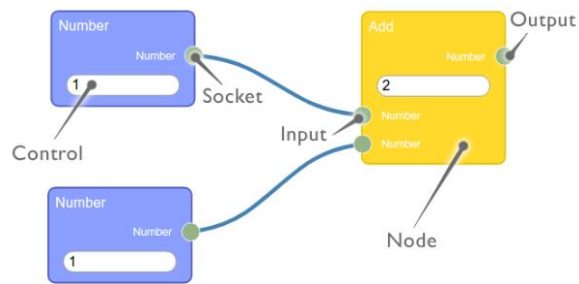 Number
Number
1
Control
Socket
Add
Number
2
Number
Number
Output
Input
Node
Number
Number
1